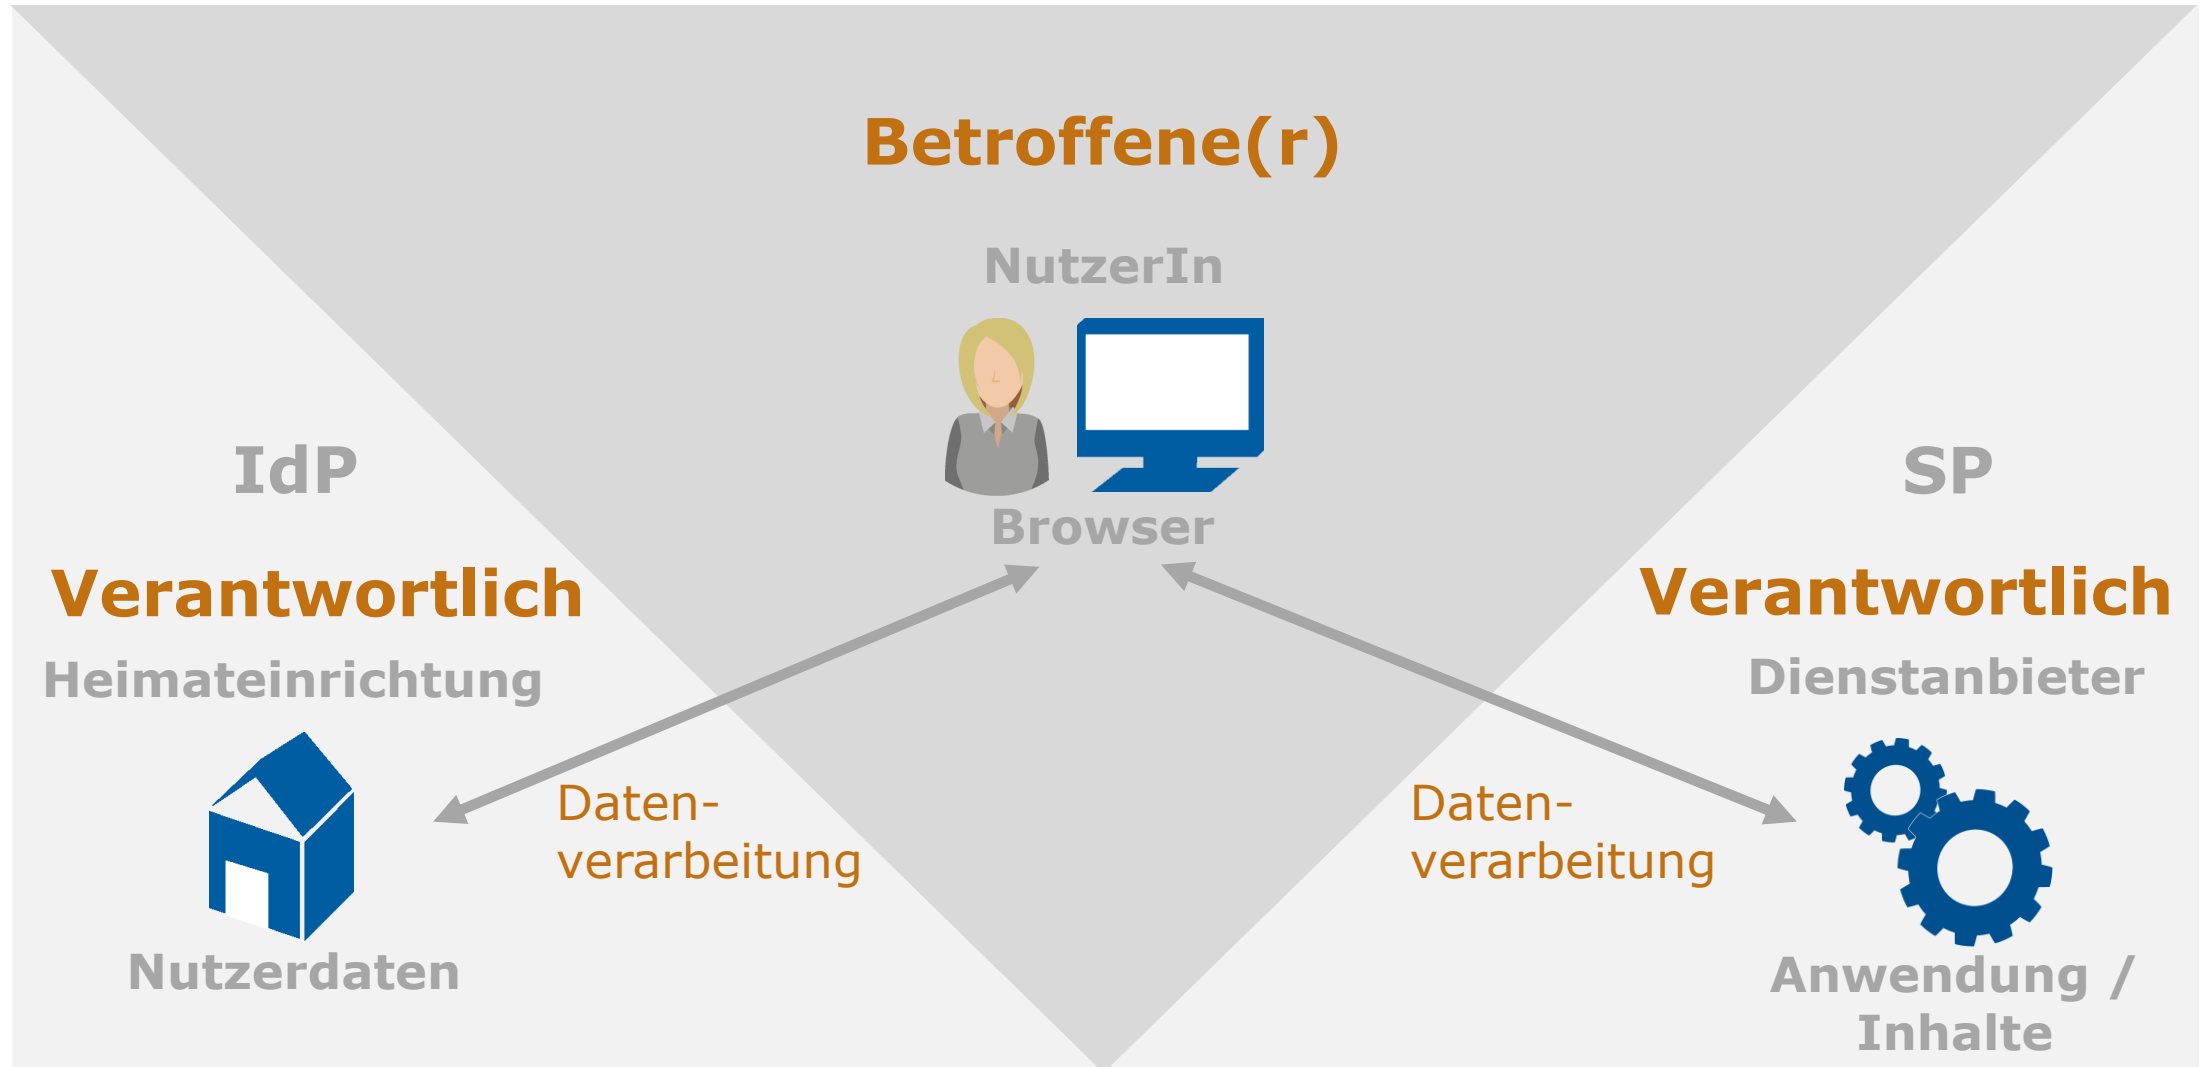 Betroffene(r)
NutzerIn
Browser
IdP
Verantwortlich
Heimateinrichtung
Nutzerdaten
Daten-
verarbeitung
Daten-
verarbeitung
SP
Verantwortlich
Dienstanbieter
Anwendung /
Inhalte